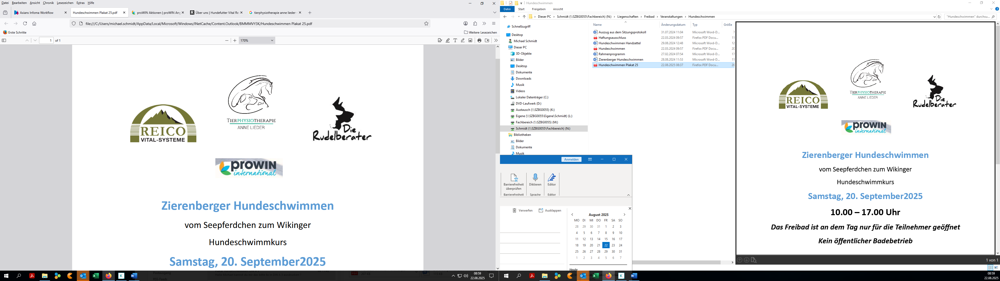 Datei Bearbeiten Ansicht Chronik Lesezeichen Extras Hilfe
Axians Infoma Workflow
Hundeschwimmen Plakat 25.pdf
proWIN Aktionen | proWIN Ang
Über uns | Hundefutter Vital Re
tierphysiotherapie anne lieder -
file:///C:/Users/michael.schmidt/AppData/Local/Microsoft/Windows/INetCache/Content.Outlook/BMMMVY3K/Hundeschwimmen Plakat 25.pdf
Erste Schritte
Weitere Lesezeichen
1 of 1
170%
TIERPHYSIOTHERAPIE
ANNE LIEDER
REICO
VITAL-SYSTEME
Die
Rudelberater
prowin
international
Zierenberger Hundeschwimmen
vom Seepferdchen zum Wikinger
Hundeschwimmkurs
Samstag, 20. September2025
Postausgang
RSS-Feeds
207 KB
115 KB
08:59
22.08.2025
Hundeschwimmen
Datei Start Freigeben Ansicht
Dieser PC Schmidt (\\SZBG0055\Fachbereich) (N:) Liegenschaften Freibad Veranstaltungen Hundeschwimmen
"Hundeschwimmen" durchsu...
Schnellzugriff
Desktop
Michael Schmidt
Dieser PC
3D-Objekte
Bilder
Desktop
Dokumente
Downloads
Musik
Videos
Lokaler Datenträger (C:)
DVD-Laufwerk (D:)
Austausch (\\SZBG0055) (K:)
Eigene (\\SZBG0055\Eigene\Schmidt) (L:)
Fachbereich (\\SZBG0055) (M:)
Schmidt (\\SZBG0055\Fachbereich) (N:)
Bibliotheken
Bilder
Dokumente
Musik
Name Änderungsdatum Typ Größe
Auszug aus dem Sitzungsprotokoll 31.07.2024 11:04 Microsoft Word-D... 7
Haftungsausschluss 22.03.2024 09:57 Firefox PDF Docu... 11
Hundeschwimmen Handzettel 29.08.2024 12:48 Microsoft Word-D... 12
Hundeschwimmen 22.03.2024 09:57 Firefox PDF Docu... 20
Rahmenprogramm 27.02.2024 07:54 Microsoft Word-D... 17
Zierenberger Hundeschwimmen 28.08.2024 11:53 Microsoft Word-D... 11
Hundeschwimmen Plakat 25 22.08.2025 08:37 Firefox PDF Docu... 20
Anmelden
Barrierefreiheit
überprüfen
Diktieren
Editor
Barrierefreiheit Sprache Editor
Verwerfen Ausklappen
August 2025
MO DI MI DO FR SA SO
28 29 30 31 1 2 3
4 5 6 7 8 9 10
11 12 13 14 15 16 17
18 19 20 21 22 23 24
25 26 27 28 29 30 31
1 2 3 4 5 6 7
Heute
TIERPHYSIOTHERAPIE
ANNE LIEDER
REICO
VITAL-SYSTEME
Die
Rudelberater
prowin
international
Zierenberger Hundeschwimmen
vom Seepferdchen zum Wikinger
Hundeschwimmkurs
Samstag, 20. September2025
10.00 – 17.00 Uhr
Das Freibad ist an dem Tag nur für die Teilnehmer geöffnet
Kein öffentlicher Badebetrieb
1 von 1
08:59
22.08.2025